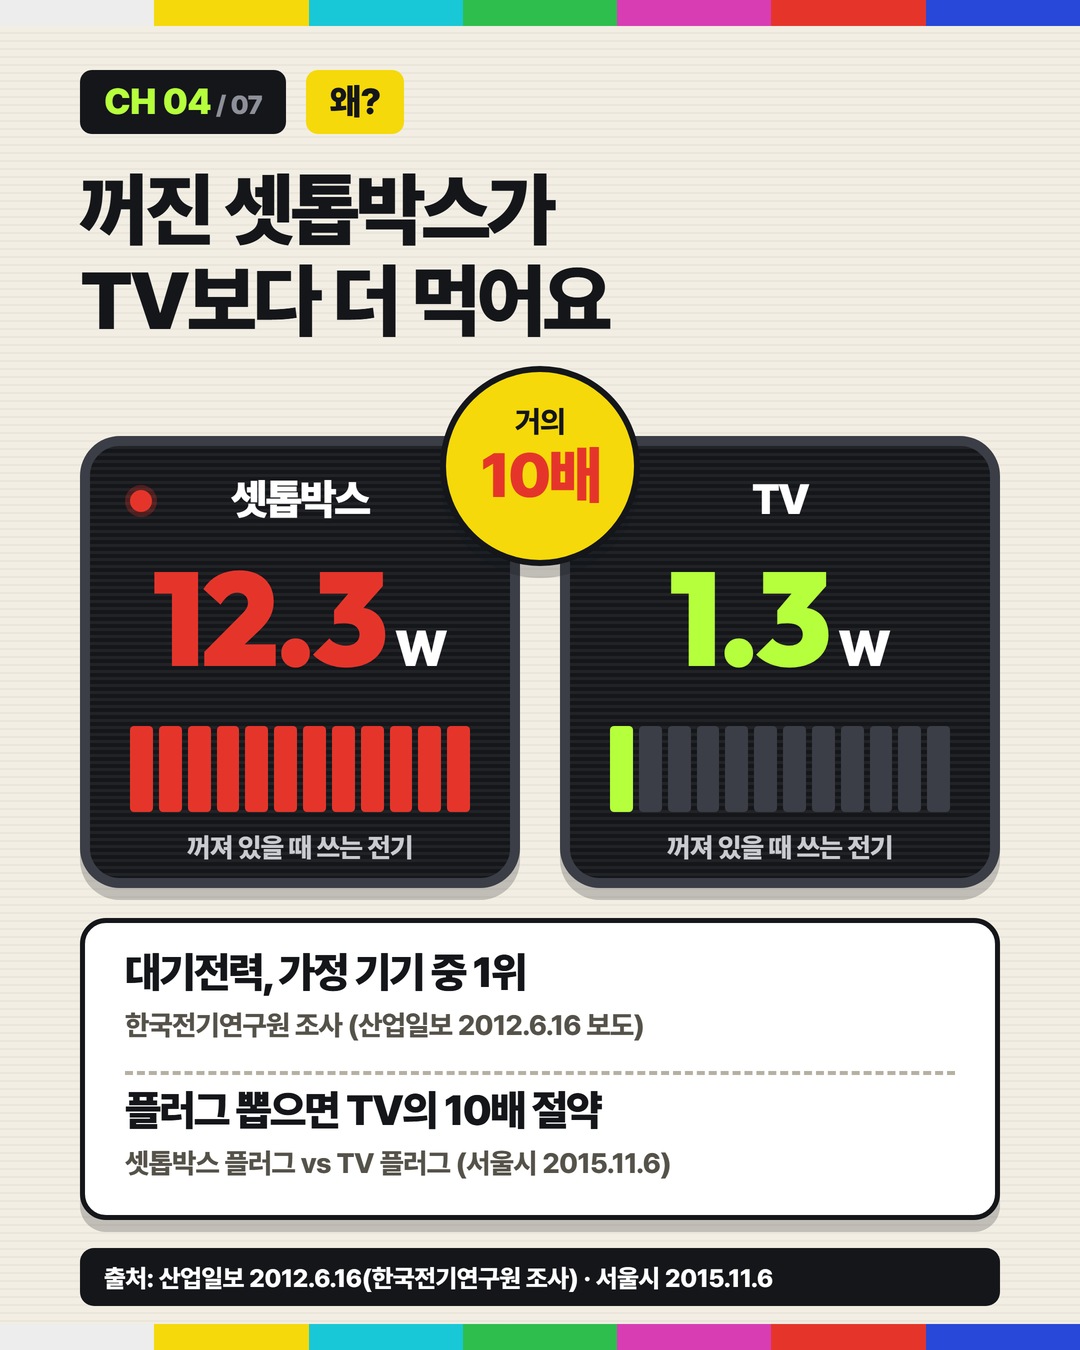 CH 04 / 07
왜?
꺼진 셋톱박스가
TV보다 더 먹어요
거의
10배
셋톱박스
12.3 W
꺼져 있을 때 쓰는 전기
TV
1.3 W
꺼져 있을 때 쓰는 전기
대기전력, 가정 기기 중 1위
한국전기연구원 조사 (산업일보 2012.6.16 보도)
플러그 뽑으면 TV의 10배 절약
셋톱박스 플러그 vs TV 플러그 (서울시 2015.11.6)
출처: 산업일보 2012.6.16(한국전기연구원 조사) · 서울시 2015.11.6